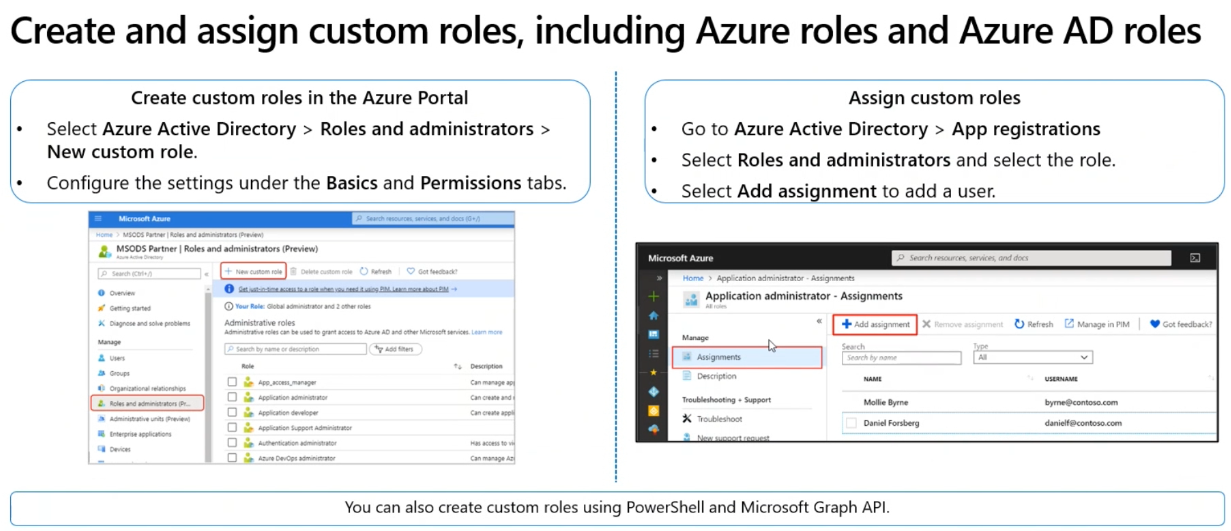 Create and assign custom roles, including Azure roles and Azure AD roles
Create custom roles in the Azure Portal
• Select Azure Active Directory > Roles and administrators >
New custom role.
• Configure the settings under the Basics and Permissions tabs.
Microsoft Azure
Search resources, services, and docs (G+/)
Home > MSODS Partner | Roles and administrators (Preview)
MSODS Partner | Roles and administrators (Preview)
Azure Active Directory
Search (Ctrl+/)
«
Overview
Getting started
Diagnose and solve problems
Manage
Users
Groups
Organizational relationships
Roles and administrators (Pr...
Administrative units (Preview)
Enterprise applications
Devices
+ New custom role
Delete custom role
Refresh
Got feedback?
Get just-in-time access to a role when you need it using PIM. Learn more about PIM →
Your Role: Global administrator and 2 other roles
Administrative roles
Administrative roles can be used to grant access to Azure AD and other Microsoft services. Learn more
Search by name or description
Add filters
Role ↑↓ Description
App_access_manager Can manage ap
Application administrator Can create and
Application developer Can create applic
Application Support Administrator
Authentication administrator Has access to vi
Azure DevOps administrator Can manage Az
Assign custom roles
• Go to Azure Active Directory > App registrations
• Select Roles and administrators and select the role.
• Select Add assignment to add a user.
Microsoft Azure
Search resources, services, and docs
»
Home > Application administrator - Assignments
Application administrator - Assignments
All roles
«
Manage
Assignments
Description
Troubleshooting + Support
Troubleshoot
New support request
+ Add assignment
Remove assignment
Refresh
Manage in PIM
Got feedback?
Search
Search by name
Type
All
NAME USERNAME
Mollie Byrne byrne@contoso.com
Daniel Forsberg danielf@contoso.com
You can also create custom roles using PowerShell and Microsoft Graph API.